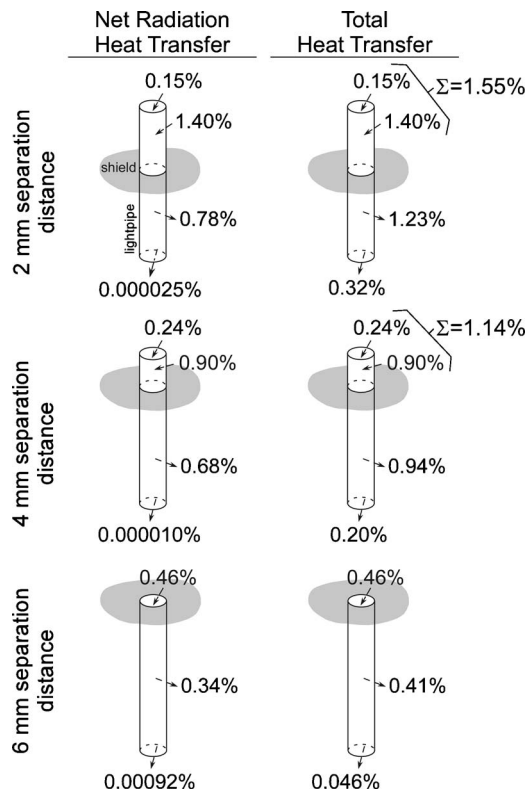 Net Radiation
Heat Transfer
Total
Heat Transfer
2 mm separation
distance
0.15%
1.40%
shield
lightpipe
0.78%
0.000025%
0.15%
Σ=1.55%
1.40%
1.23%
0.32%
4 mm separation
distance
0.24%
0.90%
0.68%
0.000010%
0.24%
Σ=1.14%
0.90%
0.94%
0.20%
6 mm separation
distance
0.46%
0.34%
0.00092%
0.46%
0.41%
0.046%